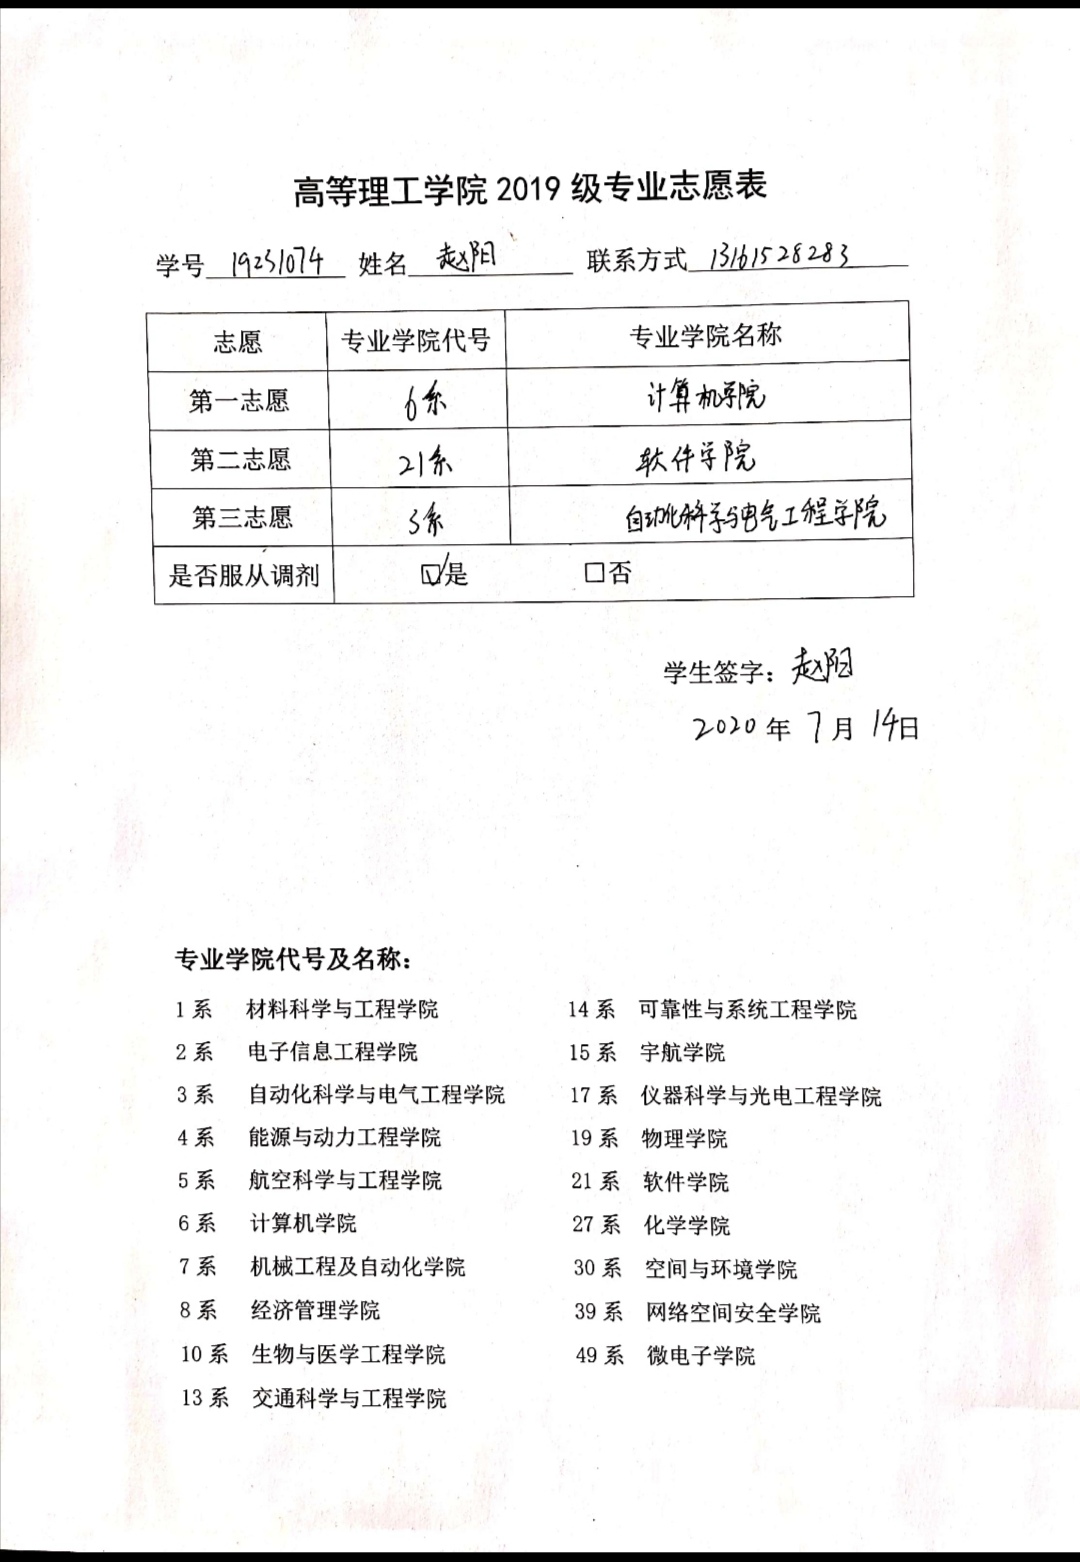 高等理工学院 2019 级专业志愿表
学号 19231074 姓名 赵阳 联系方式 13161528283
志愿 专业学院代号 专业学院名称
第一志愿 6系 计算机学院
第二志愿 21系 软件学院
第三志愿 3系 自动化科学与电气工程学院
是否服从调剂 ☑是 □否
学生签字：赵阳
2020 年 7 月 14日
专业学院代号及名称：
1 系 材料科学与工程学院 14 系 可靠性与系统工程学院
2 系 电子信息工程学院 15 系 宇航学院
3 系 自动化科学与电气工程学院 17 系 仪器科学与光电工程学院
4 系 能源与动力工程学院 19 系 物理学院
5 系 航空科学与工程学院 21 系 软件学院
6 系 计算机学院 27 系 化学学院
7 系 机械工程及自动化学院 30 系 空间与环境学院
8 系 经济管理学院 39 系 网络空间安全学院
10 系 生物与医学工程学院 49 系 微电子学院
13 系 交通科学与工程学院